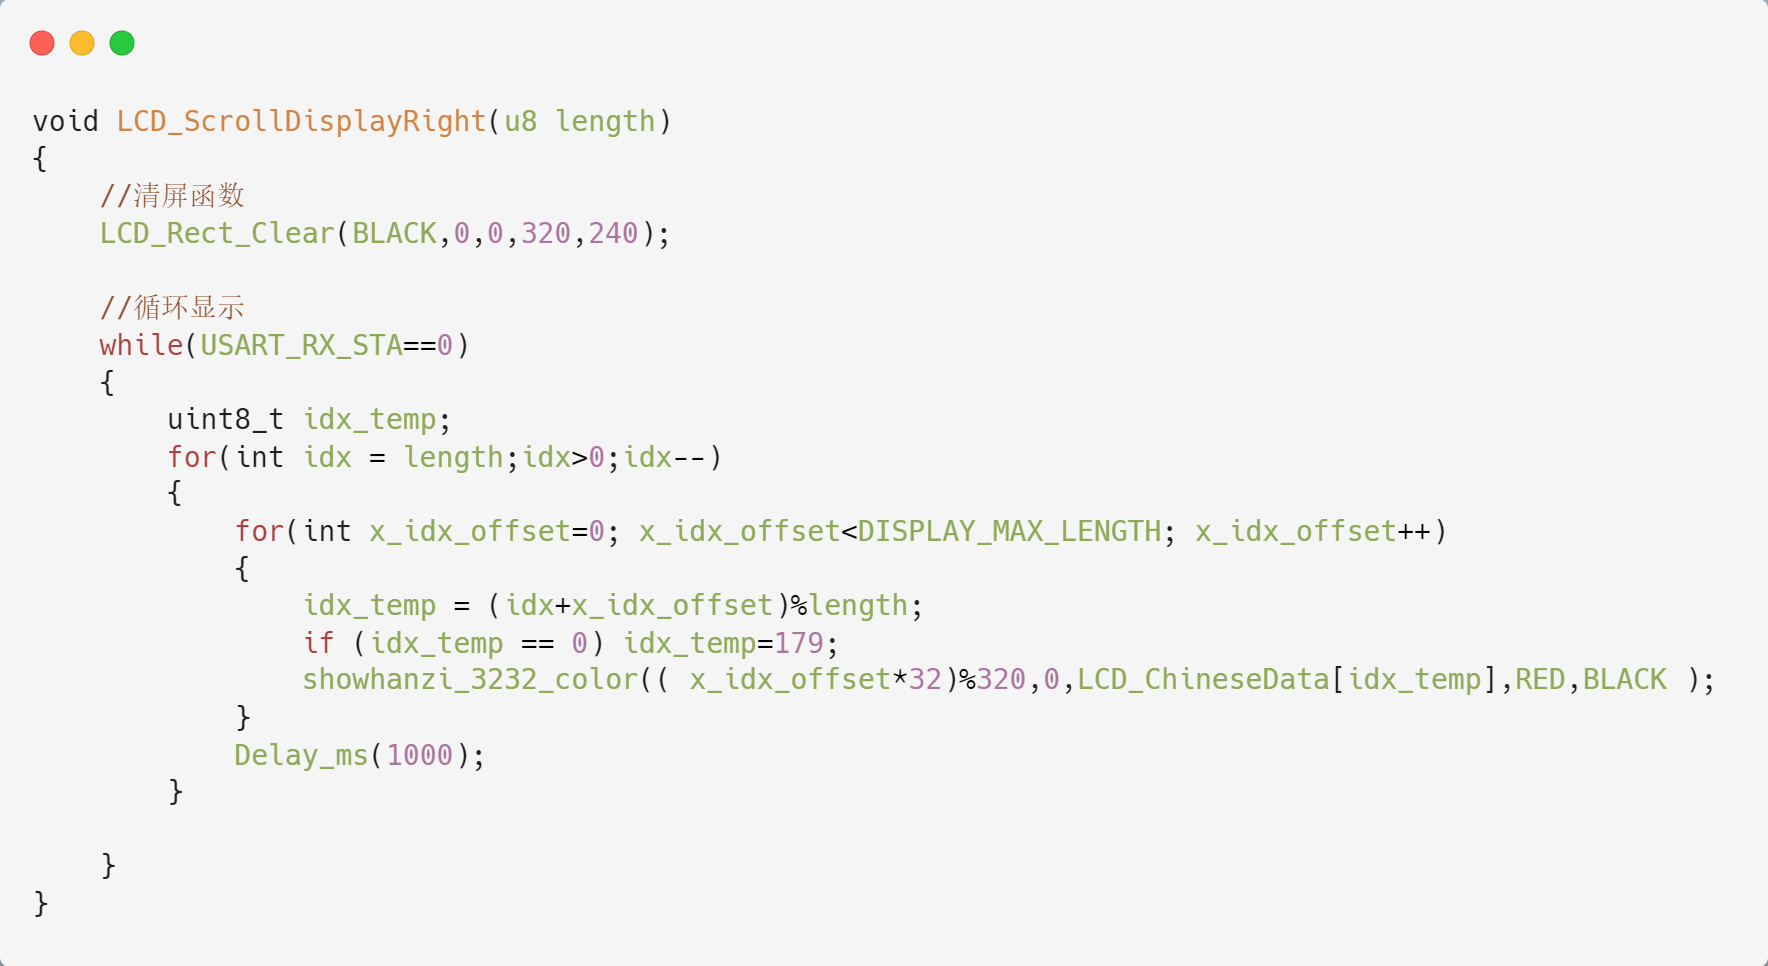 void LCD_ScrollDisplayRight(u8 length)
{
    //清屏函数
    LCD_Rect_Clear(BLACK,0,0,320,240);

    //循环显示
    while(USART_RX_STA==0)
    {
        uint8_t idx_temp;
        for(int idx = length;idx>0;idx--)
        {
            for(int x_idx_offset=0; x_idx_offset<DISPLAY_MAX_LENGTH; x_idx_offset++)
            {
                idx_temp = (idx+x_idx_offset)%length;
                if (idx_temp == 0) idx_temp=179;
                showhanzi_3232_color(( x_idx_offset*32)%320,0,LCD_ChineseData[idx_temp],RED,BLACK );
            }
            Delay_ms(1000);
        }

    }
}